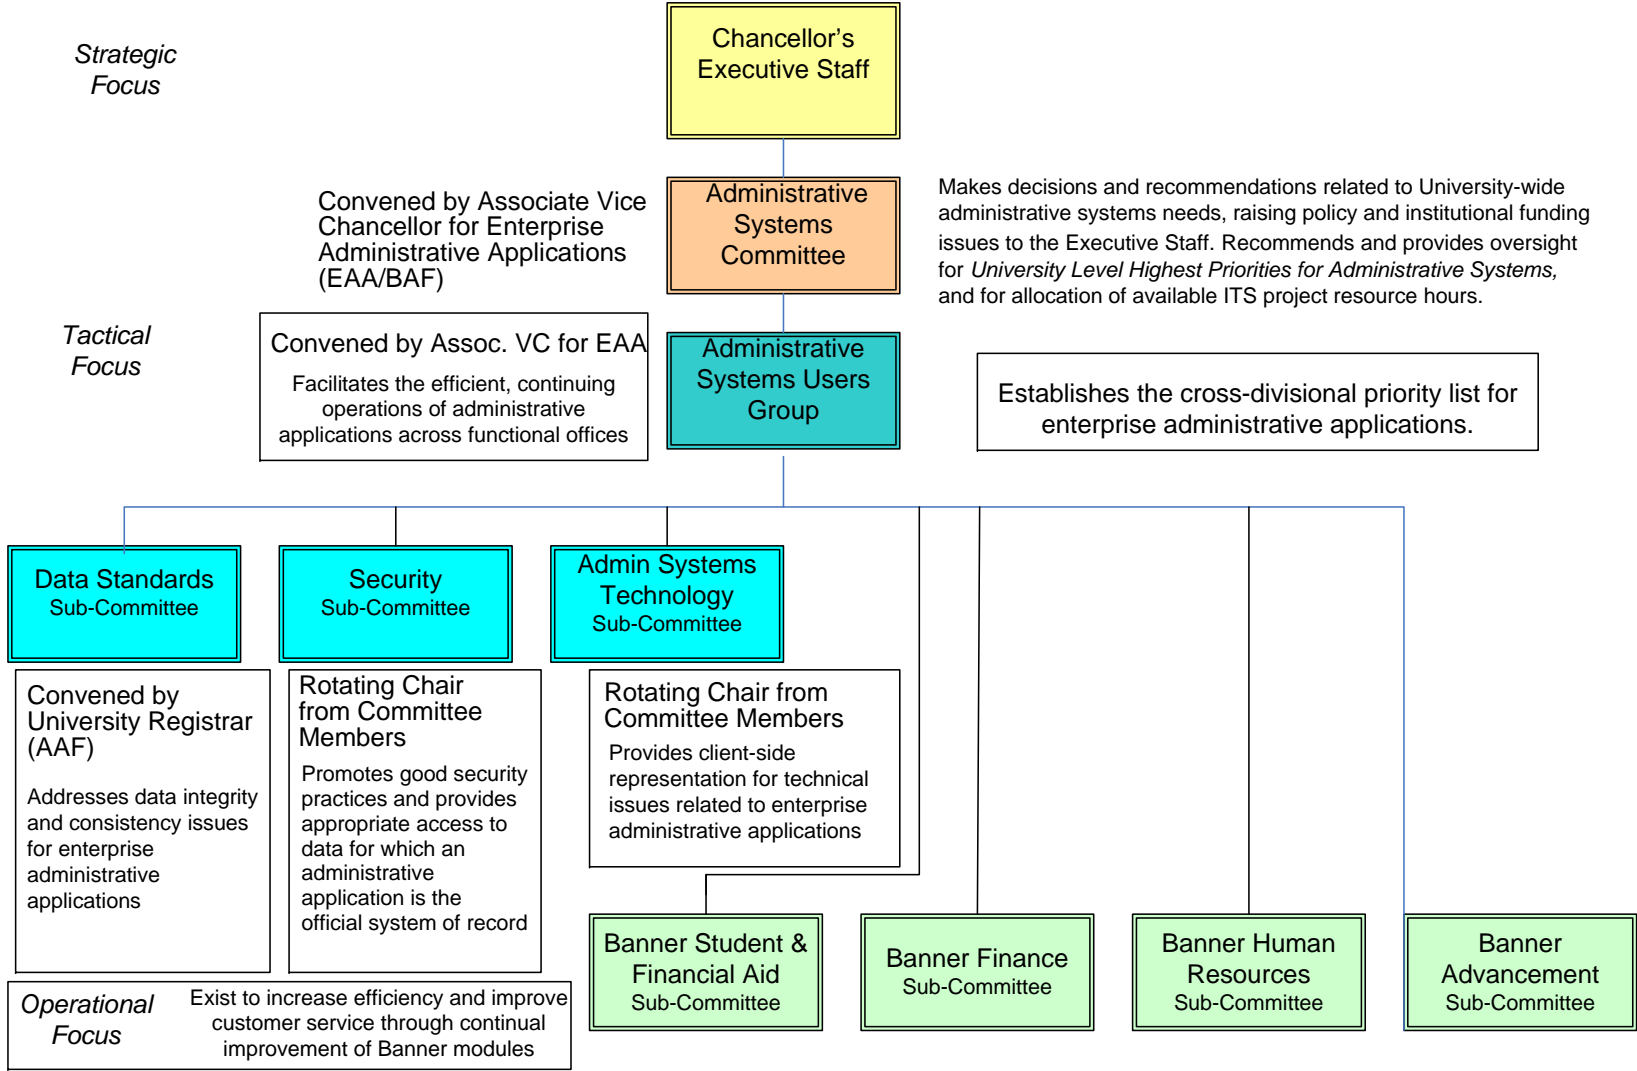 Strategic
Focus
Chancellor's
Executive Staff
Convened by Associate Vice
Chancellor for Enterprise
Administrative Applications
(EAA/BAF)
Administrative
Systems
Committee
Makes decisions and recommendations related to University-wide
administrative systems needs, raising policy and institutional funding
issues to the Executive Staff. Recommends and provides oversight
for University Level Highest Priorities for Administrative Systems,
and for allocation of available ITS project resource hours.
Tactical
Focus
Convened by Assoc. VC for EAA
Facilitates the efficient, continuing
operations of administrative
applications across functional offices
Administrative
Systems Users
Group
Establishes the cross-divisional priority list for
enterprise administrative applications.
Data Standards
Sub-Committee
Security
Sub-Committee
Admin Systems
Technology
Sub-Committee
Convened by
University Registrar
(AAF)
Addresses data integrity
and consistency issues
for enterprise
administrative
applications
Rotating Chair
from Committee
Members
Promotes good security
practices and provides
appropriate access to
data for which an
administrative
application is the
official system of record
Rotating Chair from
Committee Members
Provides client-side
representation for technical
issues related to enterprise
administrative applications
Banner Student &
Financial Aid
Sub-Committee
Banner Finance
Sub-Committee
Banner Human
Resources
Sub-Committee
Banner
Advancement
Sub-Committee
Operational
Focus
Exist to increase efficiency and improve
customer service through continual
improvement of Banner modules